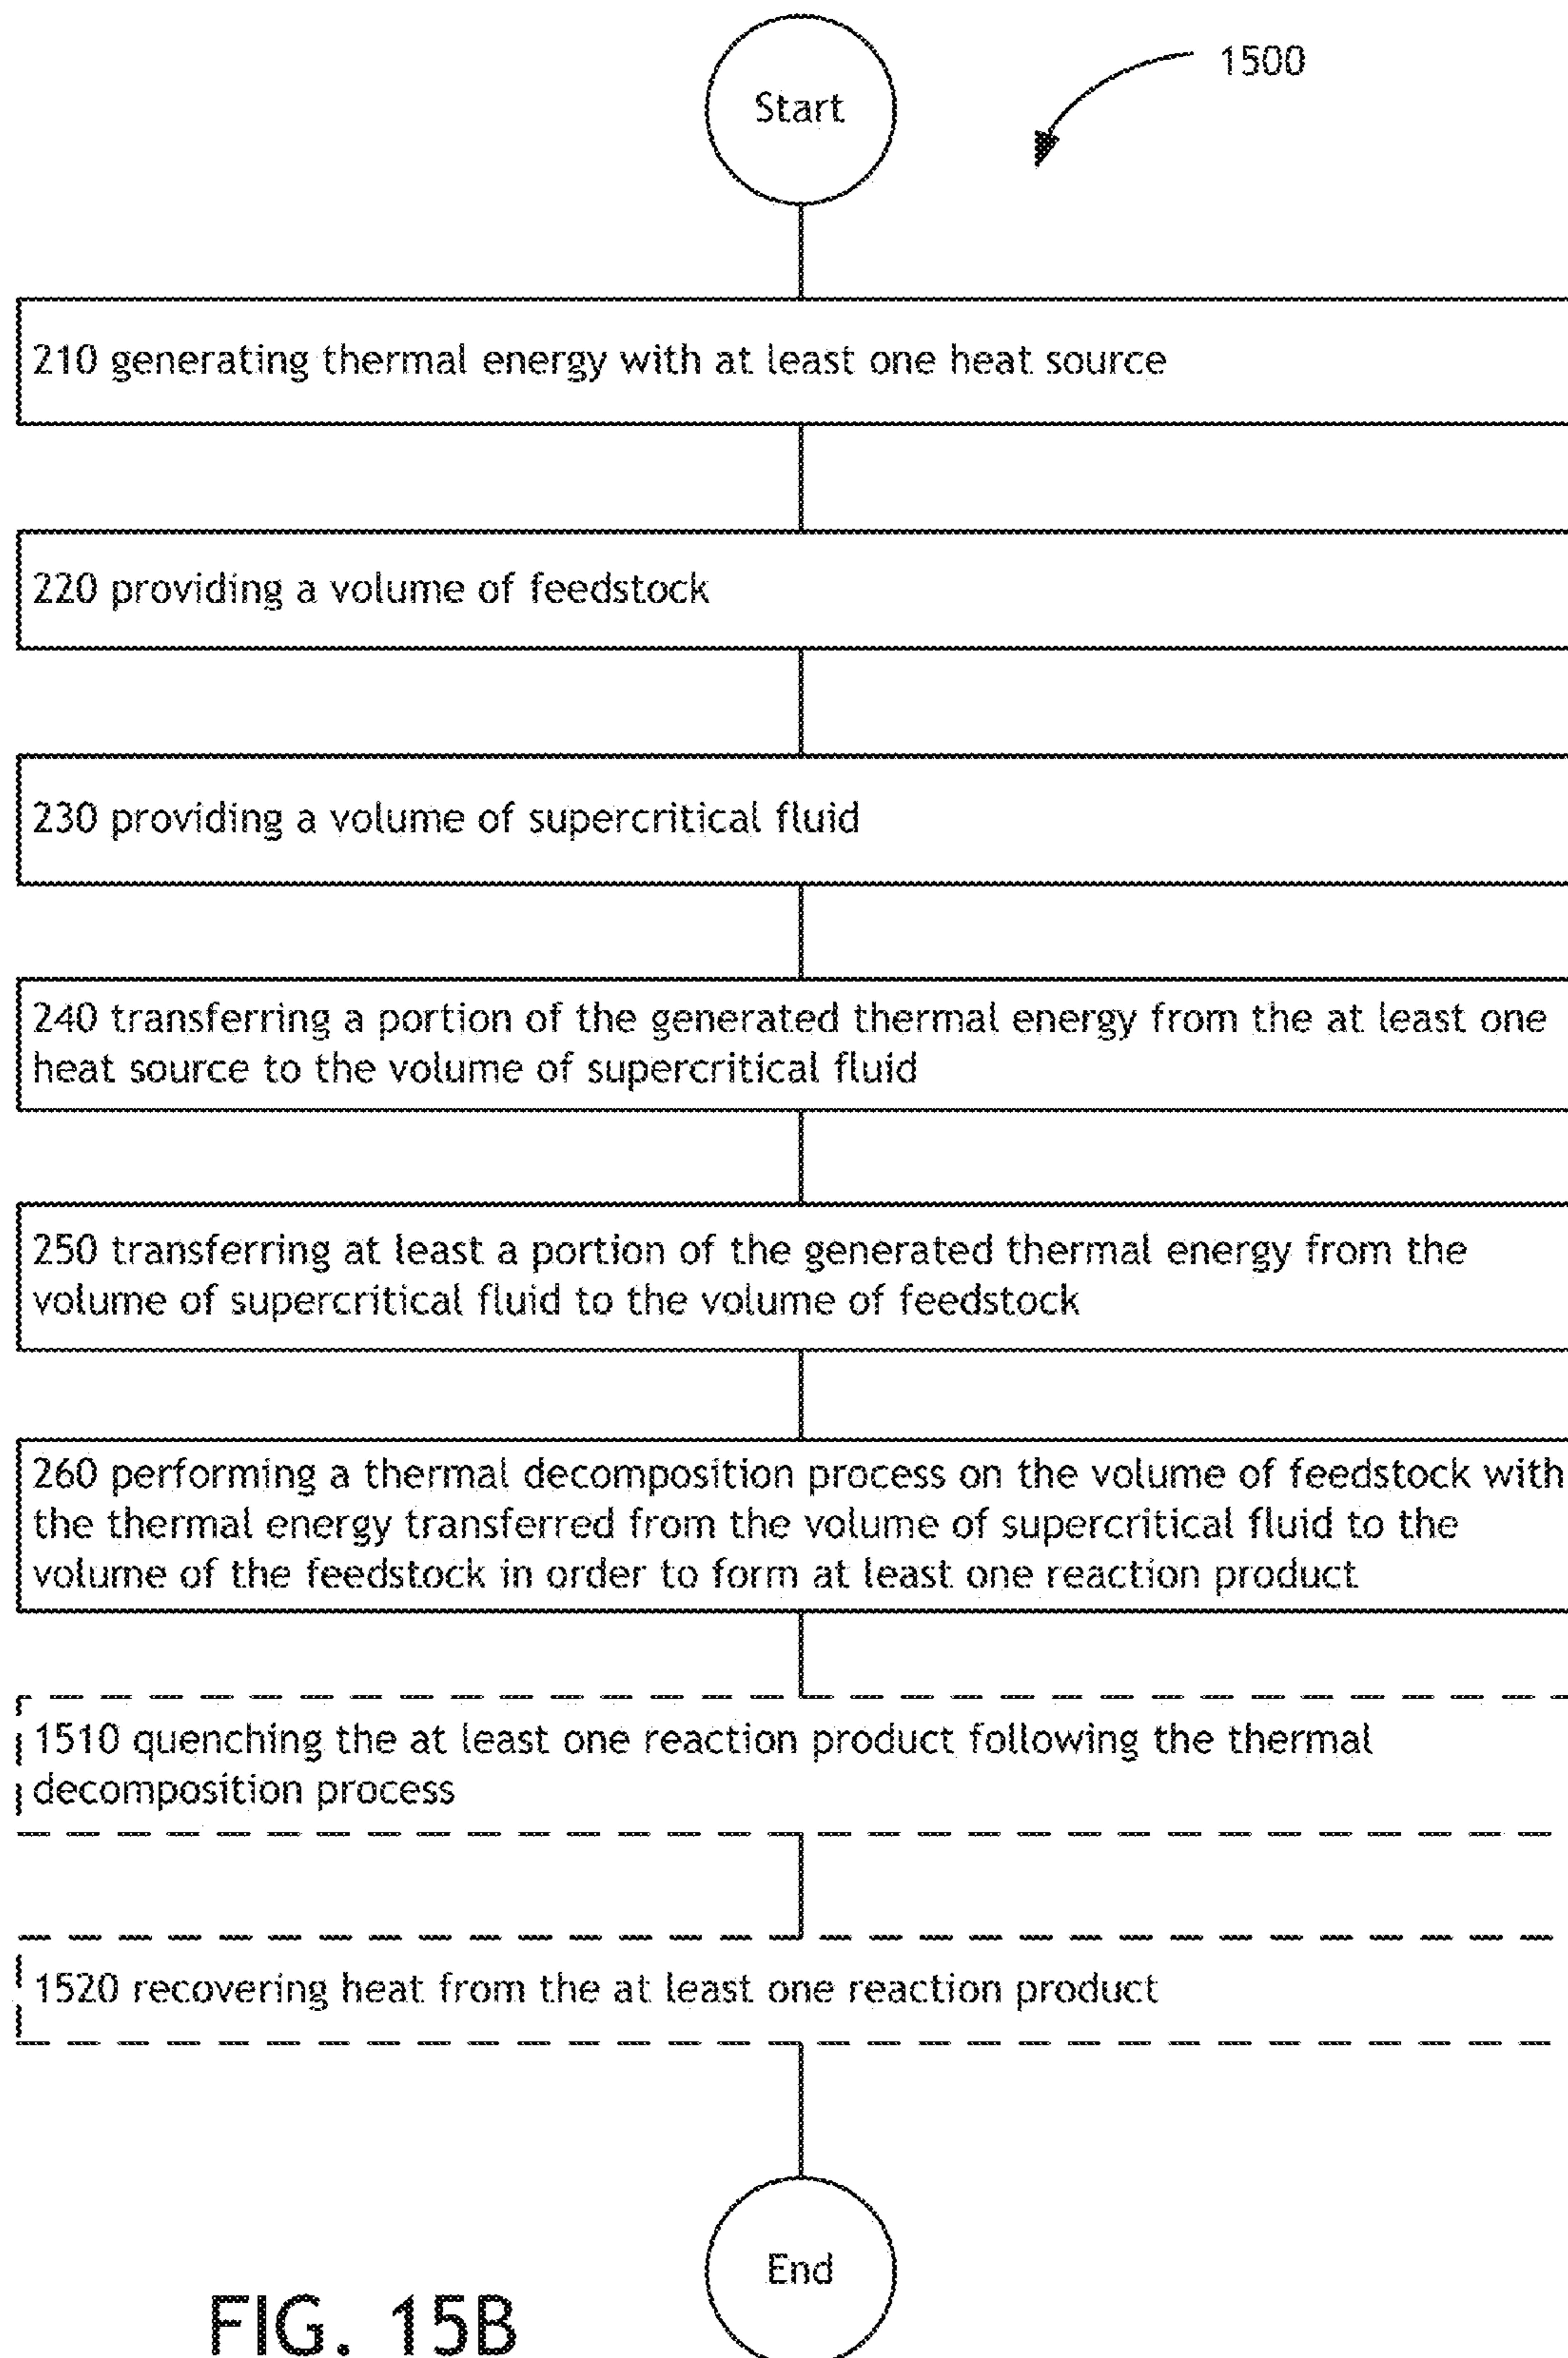 Start
1500
210 generating thermal energy with at least one heat source
220 providing a volume of feedstock
230 providing a volume of supercritical fluid
240 transferring a portion of the generated thermal energy from the at least one
heat source to the volume of supercritical fluid
250 transferring at least a portion of the generated thermal energy from the
volume of supercritical fluid to the volume of feedstock
260 performing a thermal decomposition process on the volume of feedstock with
the thermal energy transferred from the volume of supercritical fluid to the
volume of the feedstock in order to form at least one reaction product
1510 quenching the at least one reaction product following the thermal
decomposition process
1520 recovering heat from the at least one reaction product
End
FIG. 15B